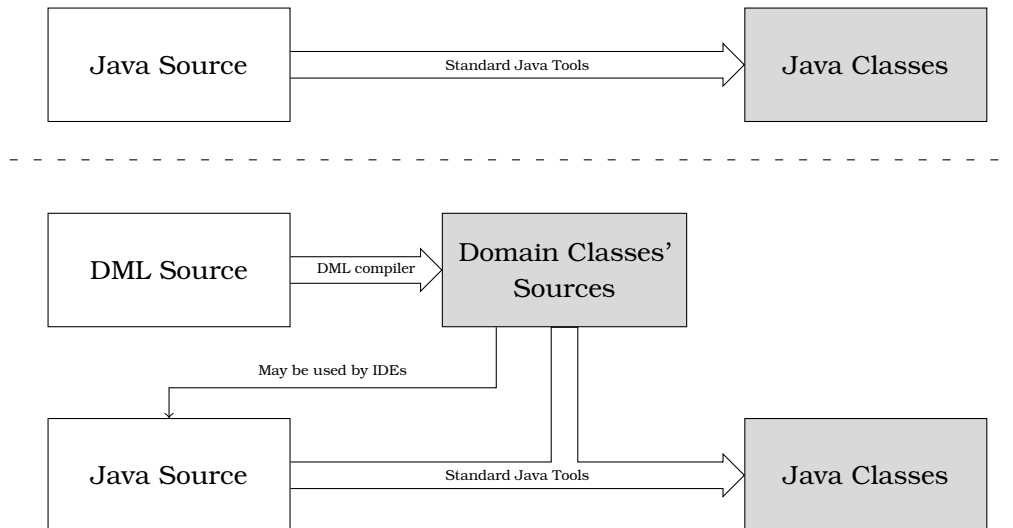 Java Source
Standard Java Tools
Java Classes
DML Source
DML compiler
Domain Classes’
Sources
May be used by IDEs
Java Source
Standard Java Tools
Java Classes